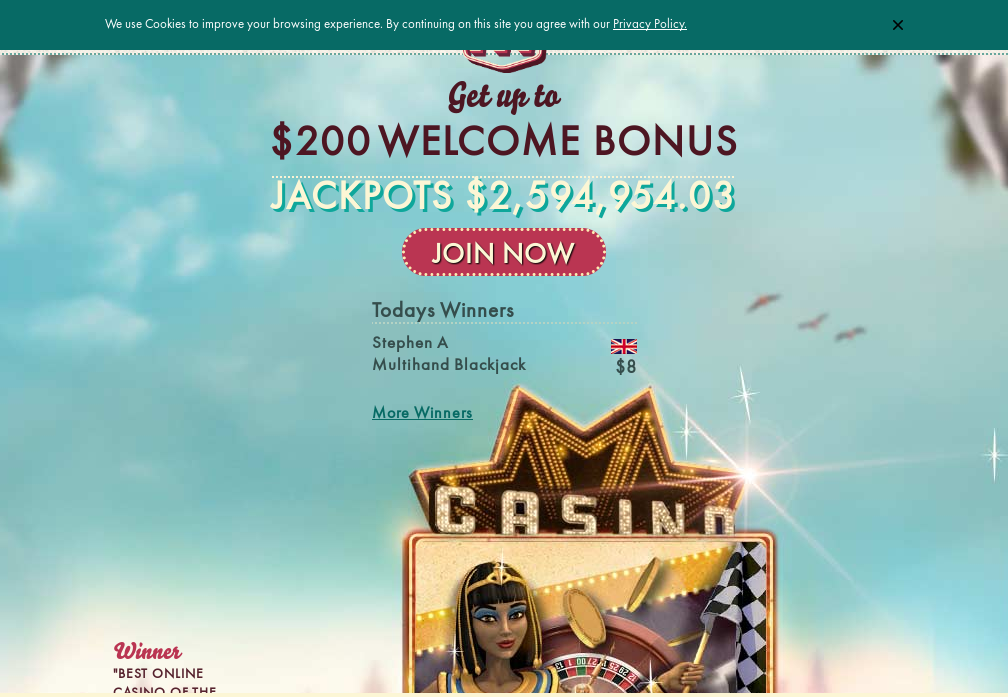 We use Cookies to improve your browsing experience. By continuing on this site you agree with our Privacy Policy.
Get up to
$200 WELCOME BONUS
JACKPOTS $2,594,954.03
JOIN NOW
Todays Winners
Stephen A
Multihand Blackjack
$8
More Winners
CASINO
Winner
"BEST ONLINE
CASINO OF THE